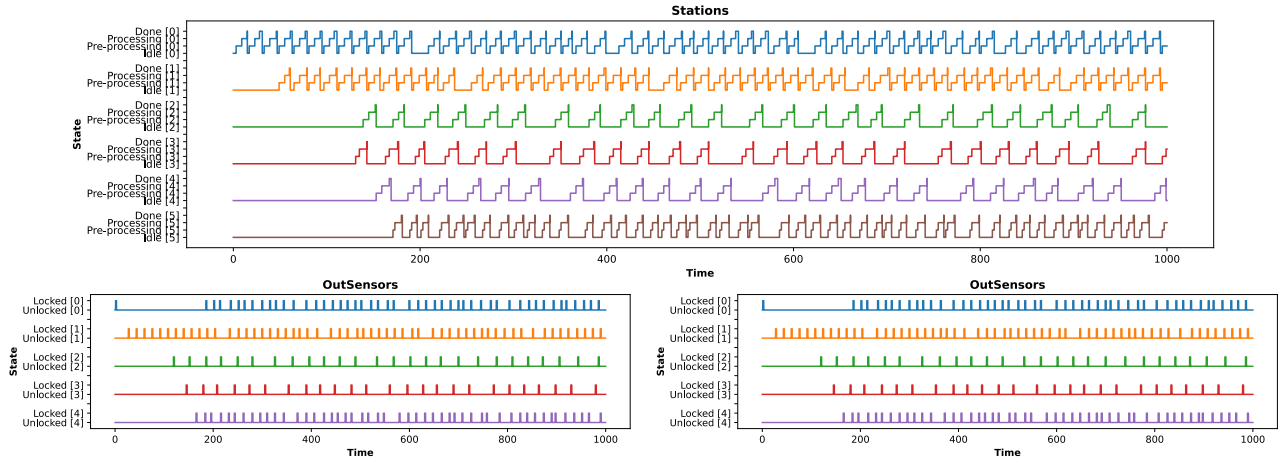 Stations
Done [0]
Processing [0]
Pre-processing [0]
Idle [0]
Done [1]
Processing [1]
Pre-processing [1]
Idle [1]
Done [2]
Processing [2]
Pre-processing [2]
Idle [2]
Done [3]
Processing [3]
Pre-processing [3]
Idle [3]
Done [4]
Processing [4]
Pre-processing [4]
Idle [4]
Done [5]
Processing [5]
Pre-processing [5]
Idle [5]
State
0 200 400 600 800 1000
Time
OutSensors
Locked [0]
Unlocked [0]
Locked [1]
Unlocked [1]
Locked [2]
Unlocked [2]
Locked [3]
Unlocked [3]
Locked [4]
Unlocked [4]
State
0 200 400 600 800 1000
Time
OutSensors
Locked [0]
Unlocked [0]
Locked [1]
Unlocked [1]
Locked [2]
Unlocked [2]
Locked [3]
Unlocked [3]
Locked [4]
Unlocked [4]
State
0 200 400 600 800 1000
Time